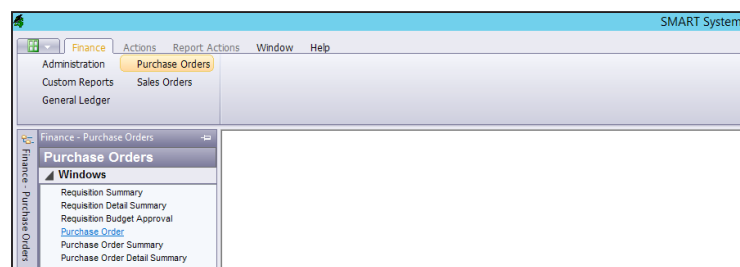 SMART System
Finance Actions Report Actions Window Help
Administration Purchase Orders
Custom Reports Sales Orders
General Ledger
Finance - Purchase Orders
Finance - Purchase Orders
Purchase Orders
Windows
Requisition Summary
Requisition Detail Summary
Requisition Budget Approval
Purchase Order
Purchase Order Summary
Purchase Order Detail Summary